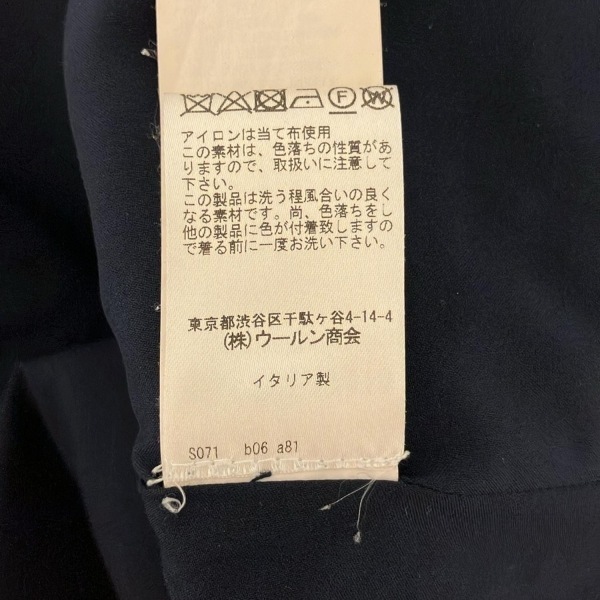 F W
アイロンは当て布使用
この素材は、色落ちの性質があ
りますので、取扱いに注意して
下さい。
この製品は洗う程風合いの良く
なる素材です。尚、色落ちをし
他の製品に色が付着致しますの
で着る前に一度お洗い下さい。
東京都渋谷区千駄ヶ谷4-14-4
(株)ウールン商会
イタリア製
S071 b06 a81